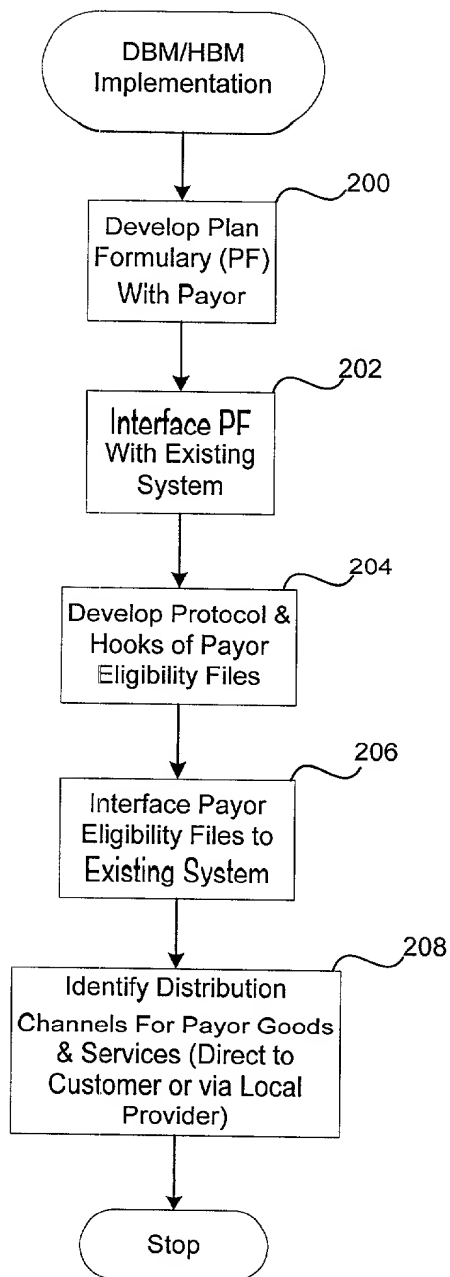 DBM/HBM
Implementation
200
Develop Plan
Formulary (PF)
With Payor
202
Interface PF
With Existing
System
204
Develop Protocol &
Hooks of Payor
Eligibility Files
206
Interface Payor
Eligibility Files to
Existing System
208
Identify Distribution
Channels For Payor Goods
& Services (Direct to
Customer or via Local
Provider)
Stop